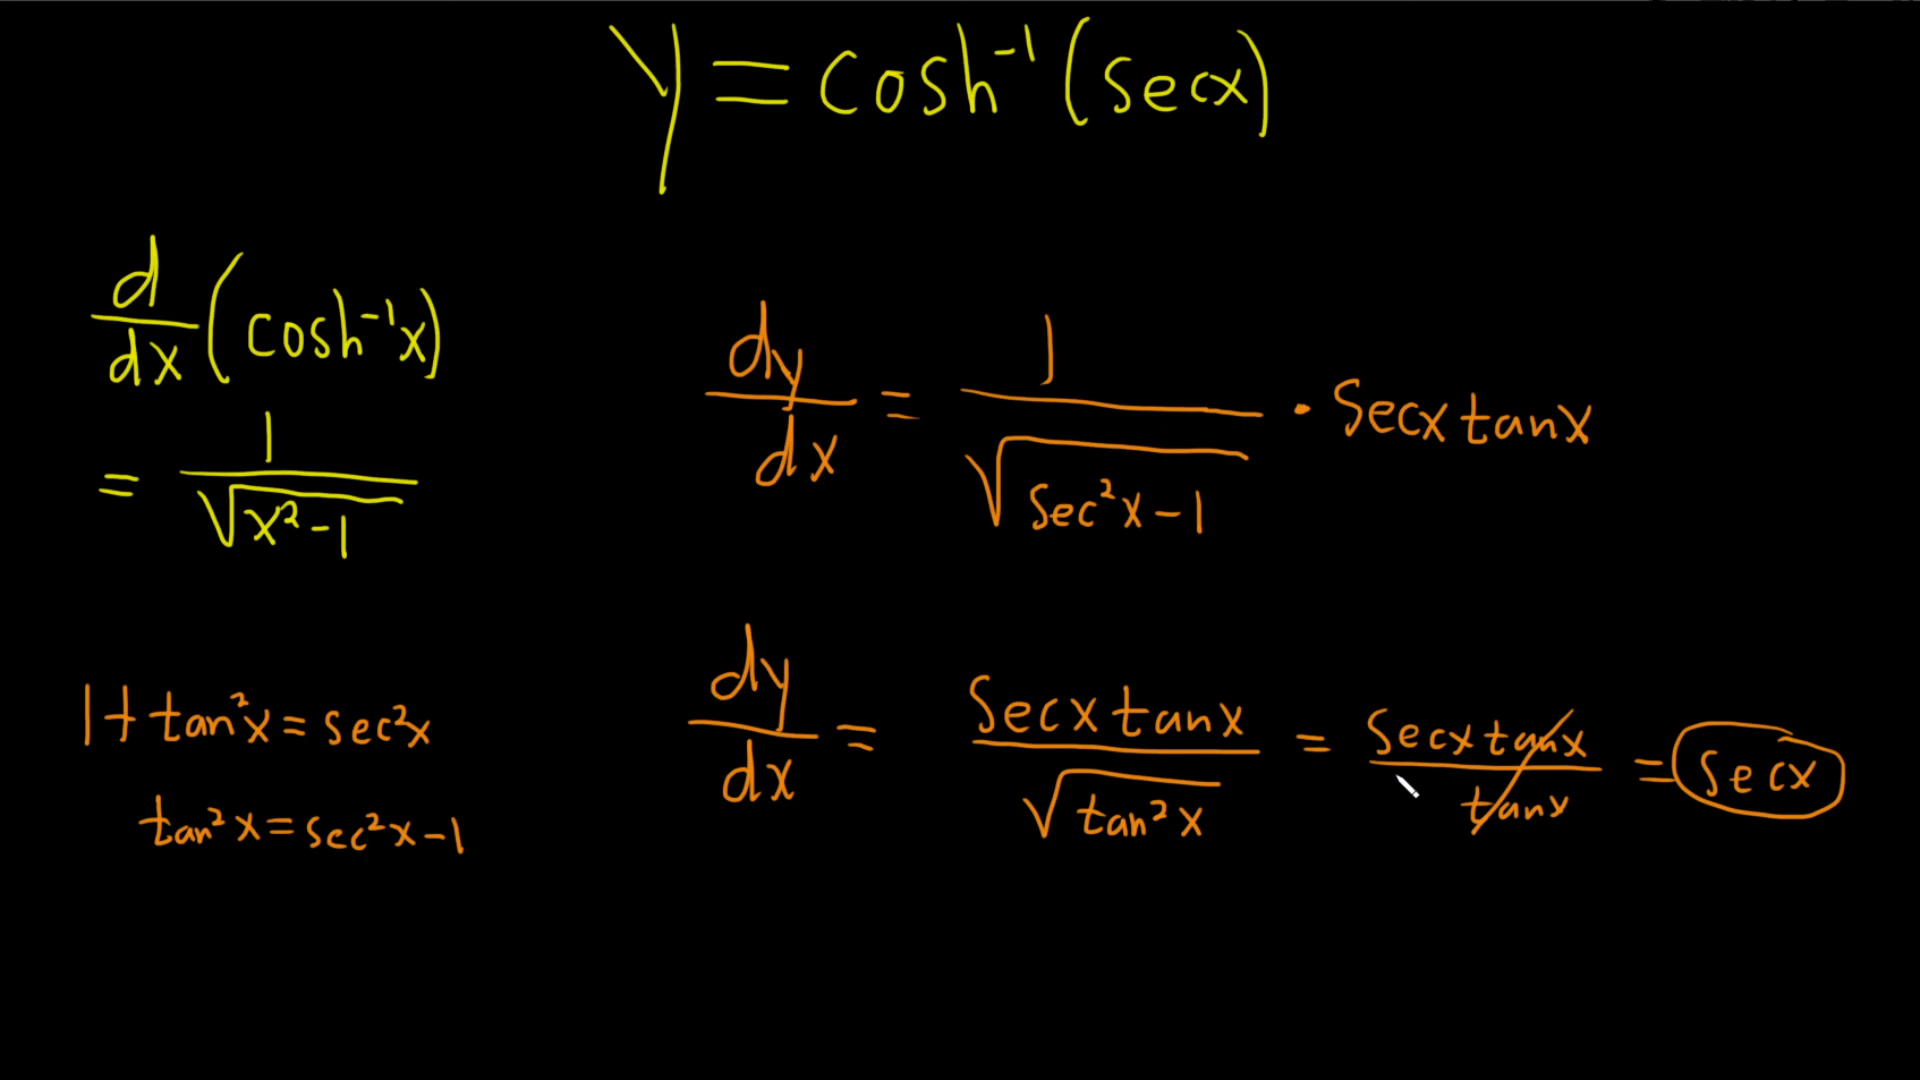 y = cosh⁻¹(secx)
d/dx (cosh⁻¹x)
= 1/√(x²-1)
dy/dx = 1/√(sec²x-1) · secx tanx
1 + tan²x = sec²x
tan²x = sec²x-1
dy/dx = secx tanx/√(tan²x) = secx tanx/tanx = secx